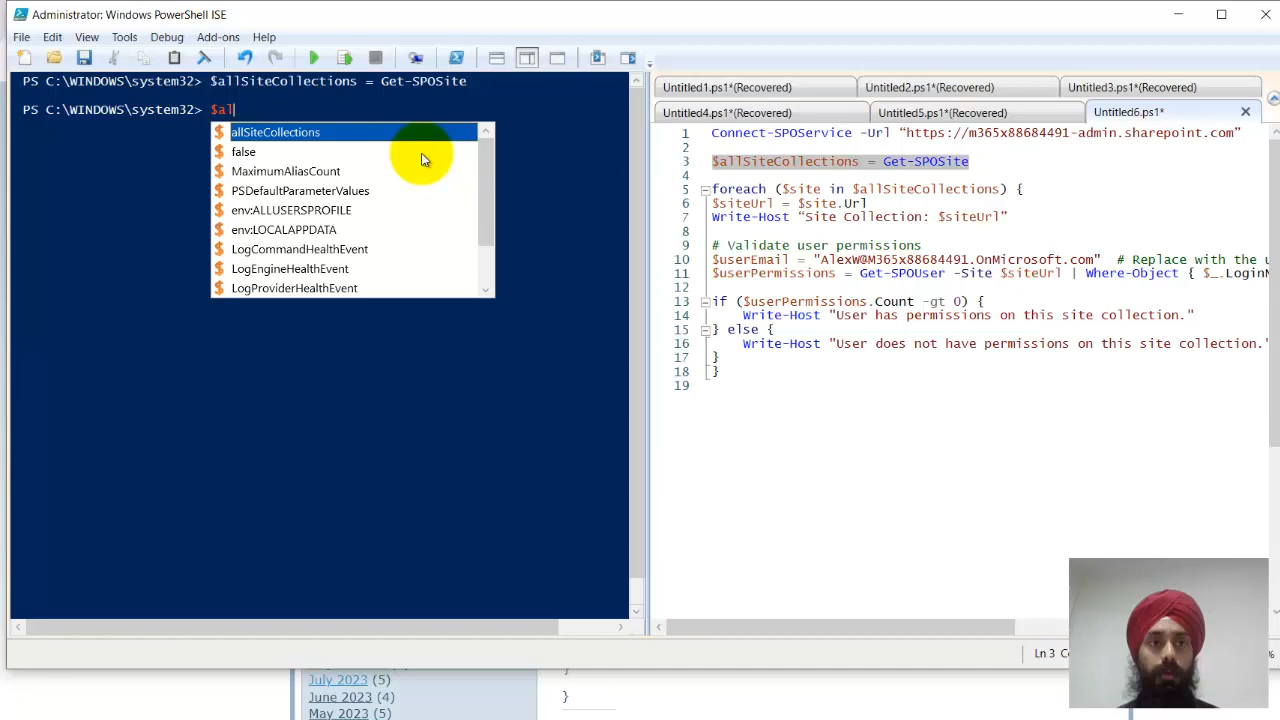 Administrator: Windows PowerShell ISE
File Edit View Tools Debug Add-ons Help
PS C:\WINDOWS\system32> $allSiteCollections = Get-SPOSite
PS C:\WINDOWS\system32> $al
allSiteCollections
false
MaximumAliasCount
PSDefaultParameterValues
env:ALLUSERSPROFILE
env:LOCALAPPDATA
LogCommandHealthEvent
LogEngineHealthEvent
LogProviderHealthEvent
Untitled1.ps1*(Recovered) Untitled2.ps1*(Recovered) Untitled3.ps1*(Recovered)
Untitled4.ps1*(Recovered) Untitled5.ps1*(Recovered) Untitled6.ps1*
1 Connect-SPOService -Url “https://m365x88684491-admin.sharepoint.com”
2
3 $allSiteCollections = Get-SPOSite
4
5 foreach ($site in $allSiteCollections) {
6 $siteUrl = $site.Url
7 Write-Host “Site Collection: $siteUrl”
8
9 # Validate user permissions
10 $userEmail = "AlexW@M365x88684491.OnMicrosoft.com" # Replace with the u
11 $userPermissions = Get-SPOUser -Site $siteUrl | Where-Object { $_.LoginN
12
13 if ($userPermissions.Count -gt 0) {
14 Write-Host "User has permissions on this site collection."
15 } else {
16 Write-Host "User does not have permissions on this site collection."
17 }
18 }
19
Ln 3 C
%
July 2023 (5)
June 2023 (4)
May 2023 (5)
}
}